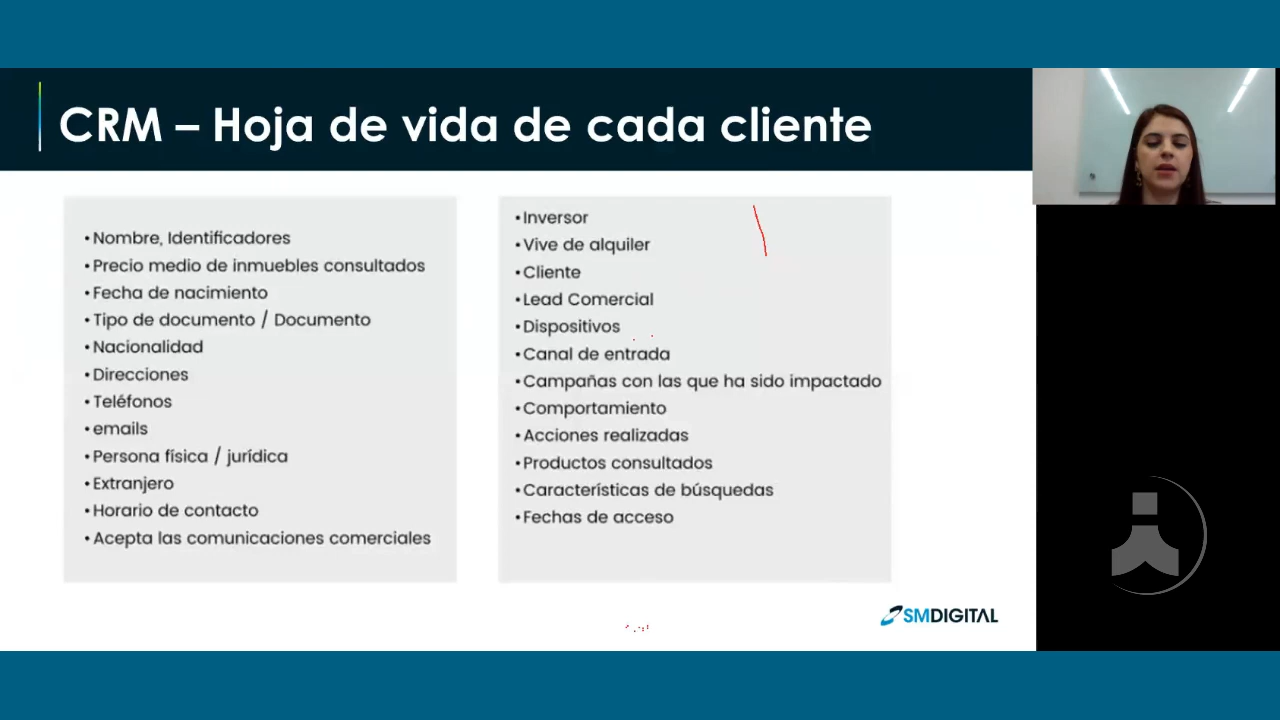 CRM – Hoja de vida de cada cliente
•Nombre, Identificadores
•Precio medio de inmuebles consultados
•Fecha de nacimiento
•Tipo de documento / Documento
•Nacionalidad
•Direcciones
•Teléfonos
•emails
•Persona física / jurídica
•Extranjero
•Horario de contacto
•Acepta las comunicaciones comerciales
•Inversor
•Vive de alquiler
•Cliente
•Lead Comercial
•Dispositivos
•Canal de entrada
•Campañas con las que ha sido impactado
•Comportamiento
•Acciones realizadas
•Productos consultados
•Características de búsquedas
•Fechas de acceso
SMDIGITAL